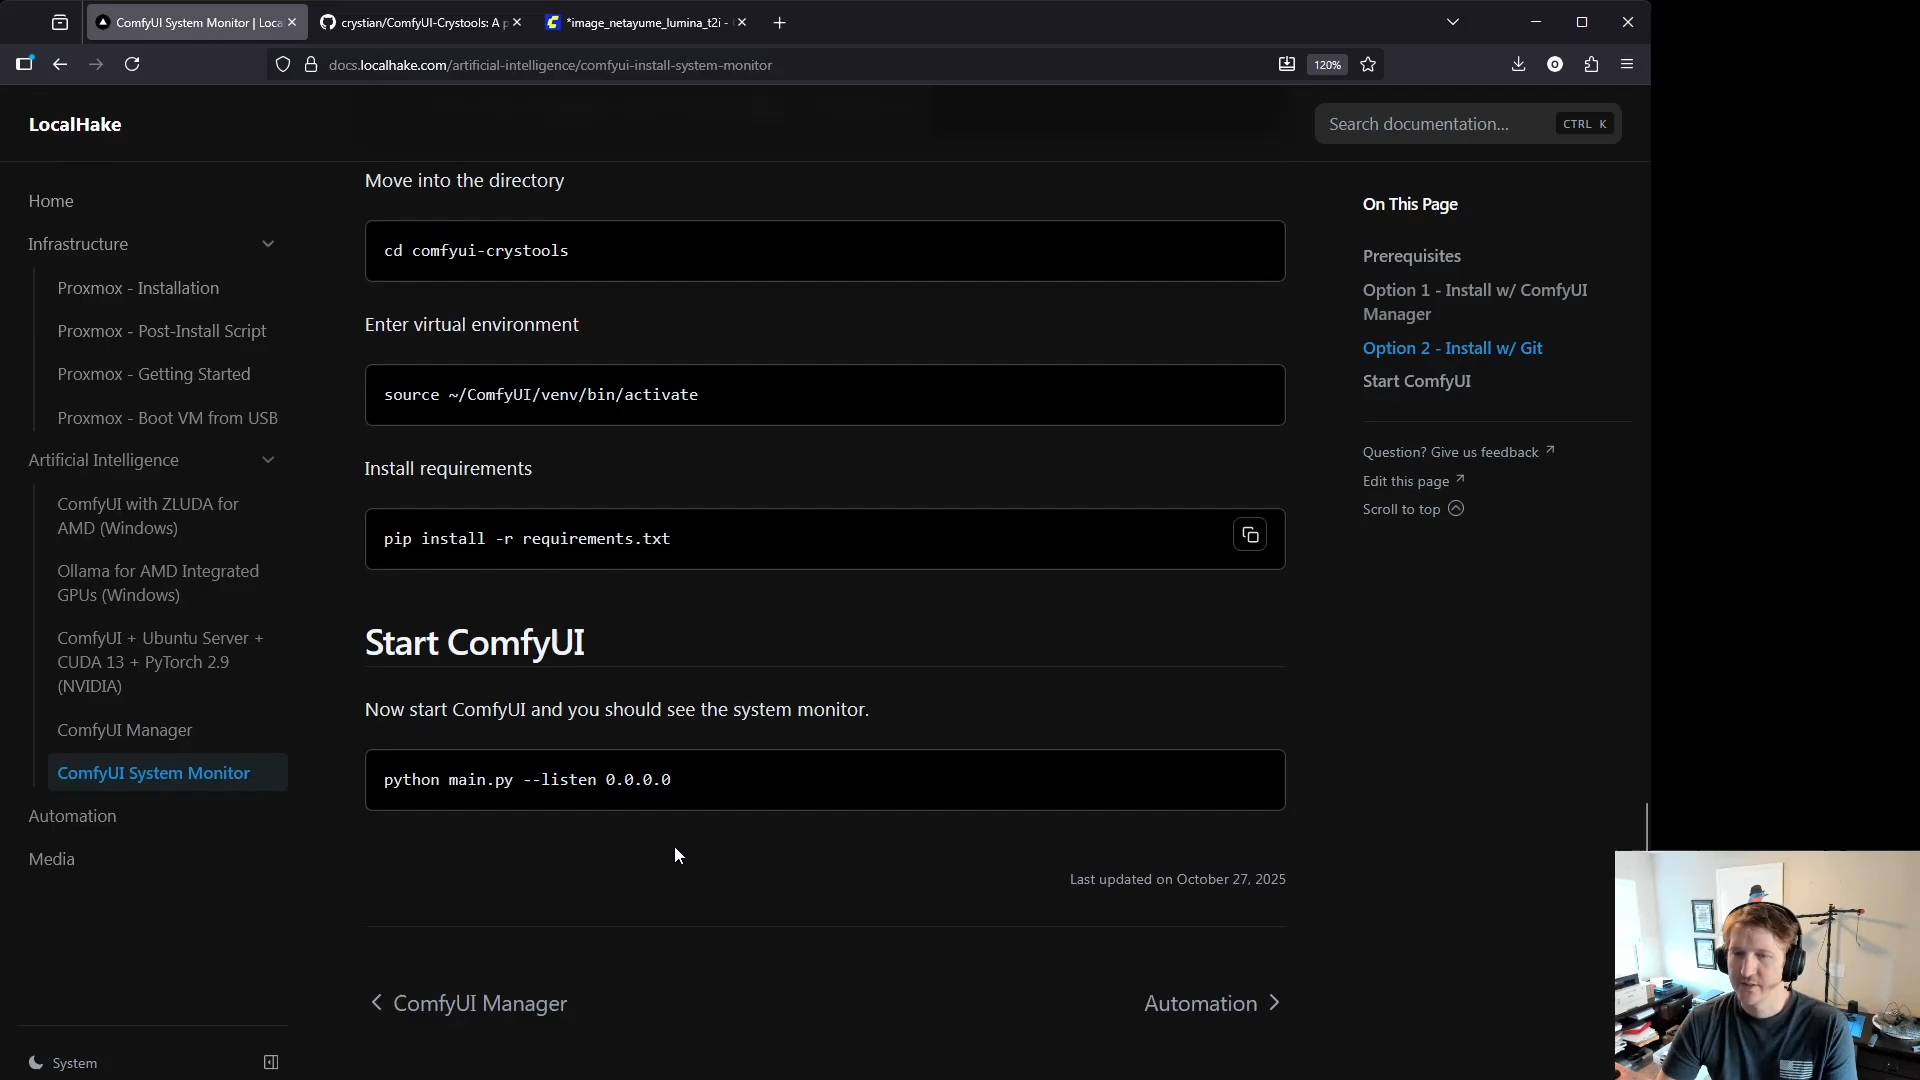 ComfyUI System Monitor | Loca
crystian/ComfyUI-Crystools: A p
*image_netayume_lumina_t2i -
docs.localhake.com/artificial-intelligence/comfyui-install-system-monitor
120%
LocalHake
Search documentation...
CTRL K
Home
Infrastructure
Proxmox - Installation
Proxmox - Post-Install Script
Proxmox - Getting Started
Proxmox - Boot VM from USB
Artificial Intelligence
ComfyUI with ZLUDA for
AMD (Windows)
Ollama for AMD Integrated
GPUs (Windows)
ComfyUI + Ubuntu Server +
CUDA 13 + PyTorch 2.9
(NVIDIA)
ComfyUI Manager
ComfyUI System Monitor
Automation
Media
System
Move into the directory
cd comfyui-crystools
Enter virtual environment
source ~/ComfyUI/venv/bin/activate
Install requirements
pip install -r requirements.txt
Start ComfyUI
Now start ComfyUI and you should see the system monitor.
python main.py --listen 0.0.0.0
Last updated on October 27, 2025
ComfyUI Manager
Automation
On This Page
Prerequisites
Option 1 - Install w/ ComfyUI
Manager
Option 2 - Install w/ Git
Start ComfyUI
Question? Give us feedback
Edit this page
Scroll to top